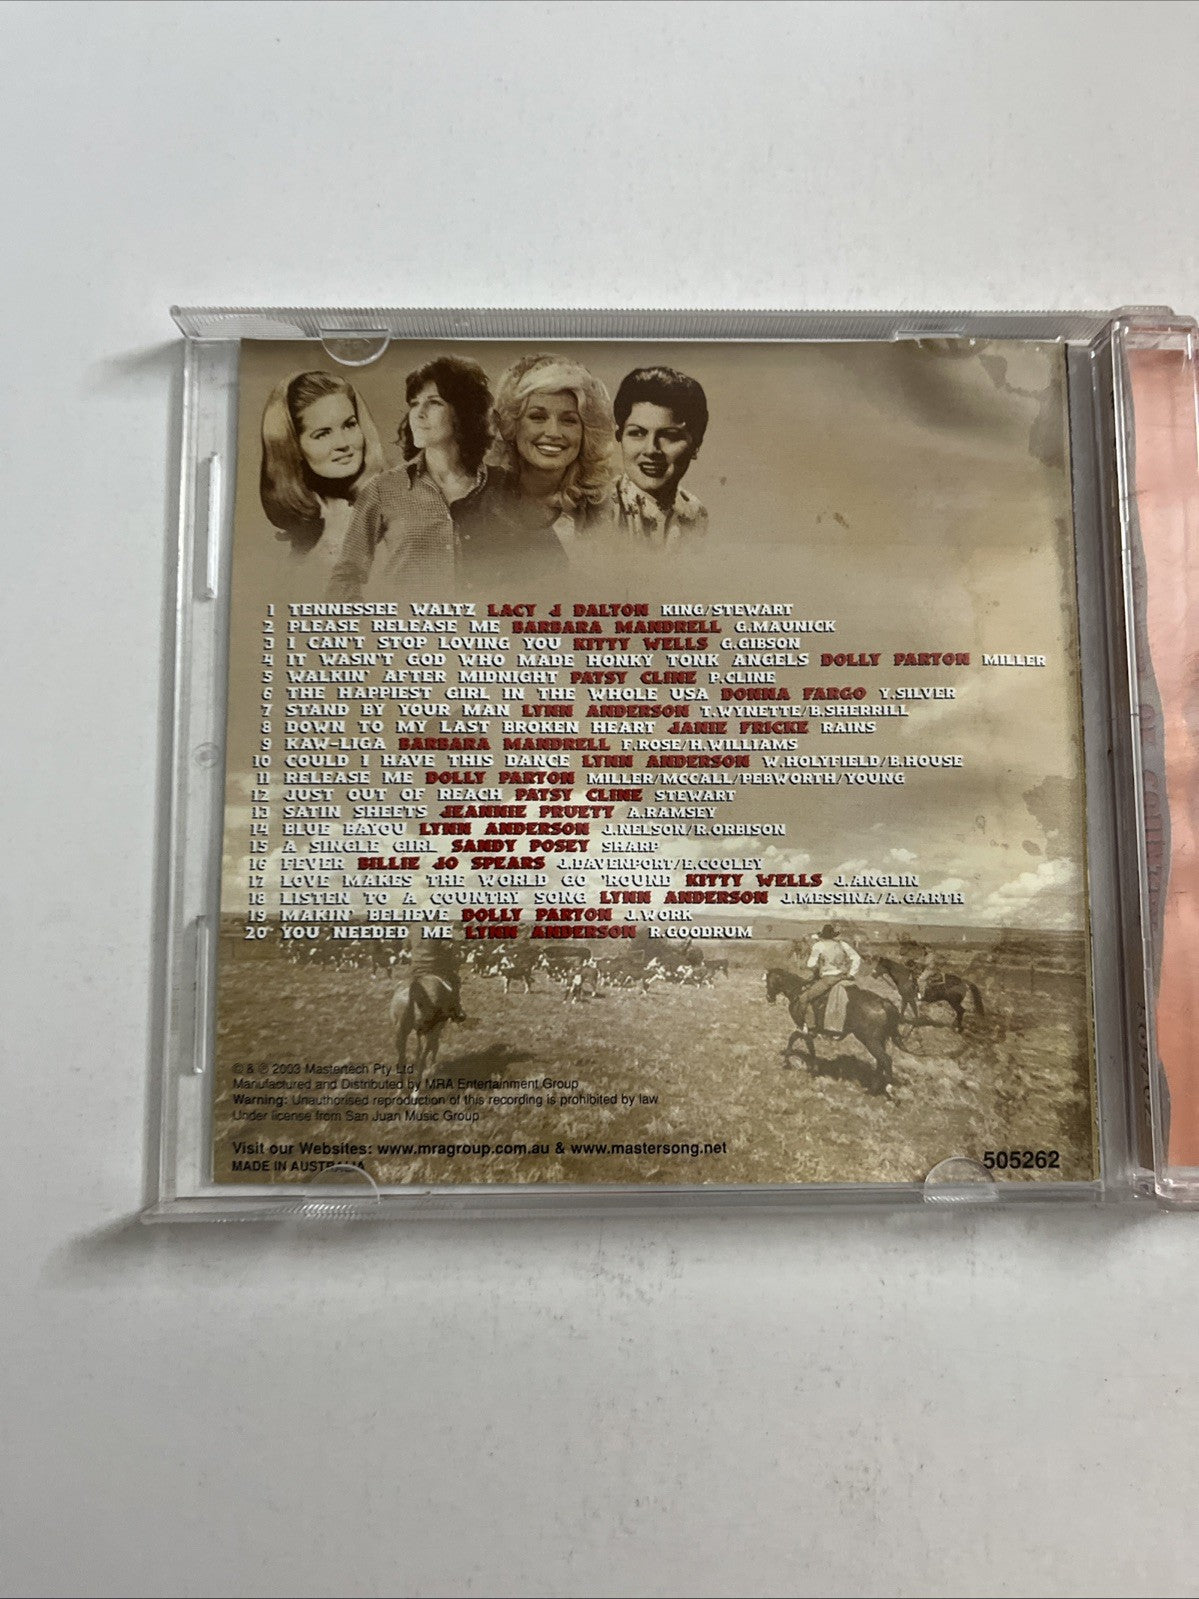 1 TENNESSEE WALTZ LACY J DALTON KING/STEWART
2 PLEASE RELEASE ME BARBARA MANDRELL G.MAUNICK
3 I CAN'T STOP LOVING YOU KITTY WELLS G.GIBSON
4 IT WASN'T GOD WHO MADE HONKY TONK ANGELS DOLLY PARTON MILLER
5 WALKIN' AFTER MIDNIGHT PATSY CLINE P.CLINE
6 THE HAPPIEST GIRL IN THE WHOLE USA DONNA FARGO Y.SILVER
7 STAND BY YOUR MAN LYNN ANDERSON T.WYNETTE/B.SHERRILL
8 DOWN TO MY LAST BROKEN HEART JANIE FRICKE RAINS
9 KAW-LIGA BARBARA MANDRELL F.ROSE/H.WILLIAMS
10 COULD I HAVE THIS DANCE LYNN ANDERSON W.HOLYFIELD/B.HOUSE
11 RELEASE ME DOLLY PARTON MILLER/MCCALL/PEBWORTH/YOUNG
12 JUST OUT OF REACH PATSY CLINE STEWART
13 SATIN SHEETS JEANNIE PRUETT A.RAMSEY
14 BLUE BAYOU LYNN ANDERSON J.NELSON/R.ORBISON
15 A SINGLE GIRL SANDY POSEY SHARP
16 FEVER BILLIE JO SPEARS J.DAVENPORT/E.COOLEY
17 LOVE MAKES THE WORLD GO 'ROUND KITTY WELLS J.ANGLIN
18 LISTEN TO A COUNTRY SONG LYNN ANDERSON J.MESSINA/A.GARTH
19 MAKIN' BELIEVE DOLLY PARTON J.WORK
20 YOU NEEDED ME LYNN ANDERSON R.GOODRUM
© & ℗ 2003 Mastertech Pty Ltd
Manufactured and Distributed by MRA Entertainment Group
Warning: Unauthorised reproduction of this recording is prohibited by law
Under license from San Juan Music Group
Visit our Websites: www.mragroup.com.au & www.mastersong.net
MADE IN AUSTRALIA
505262